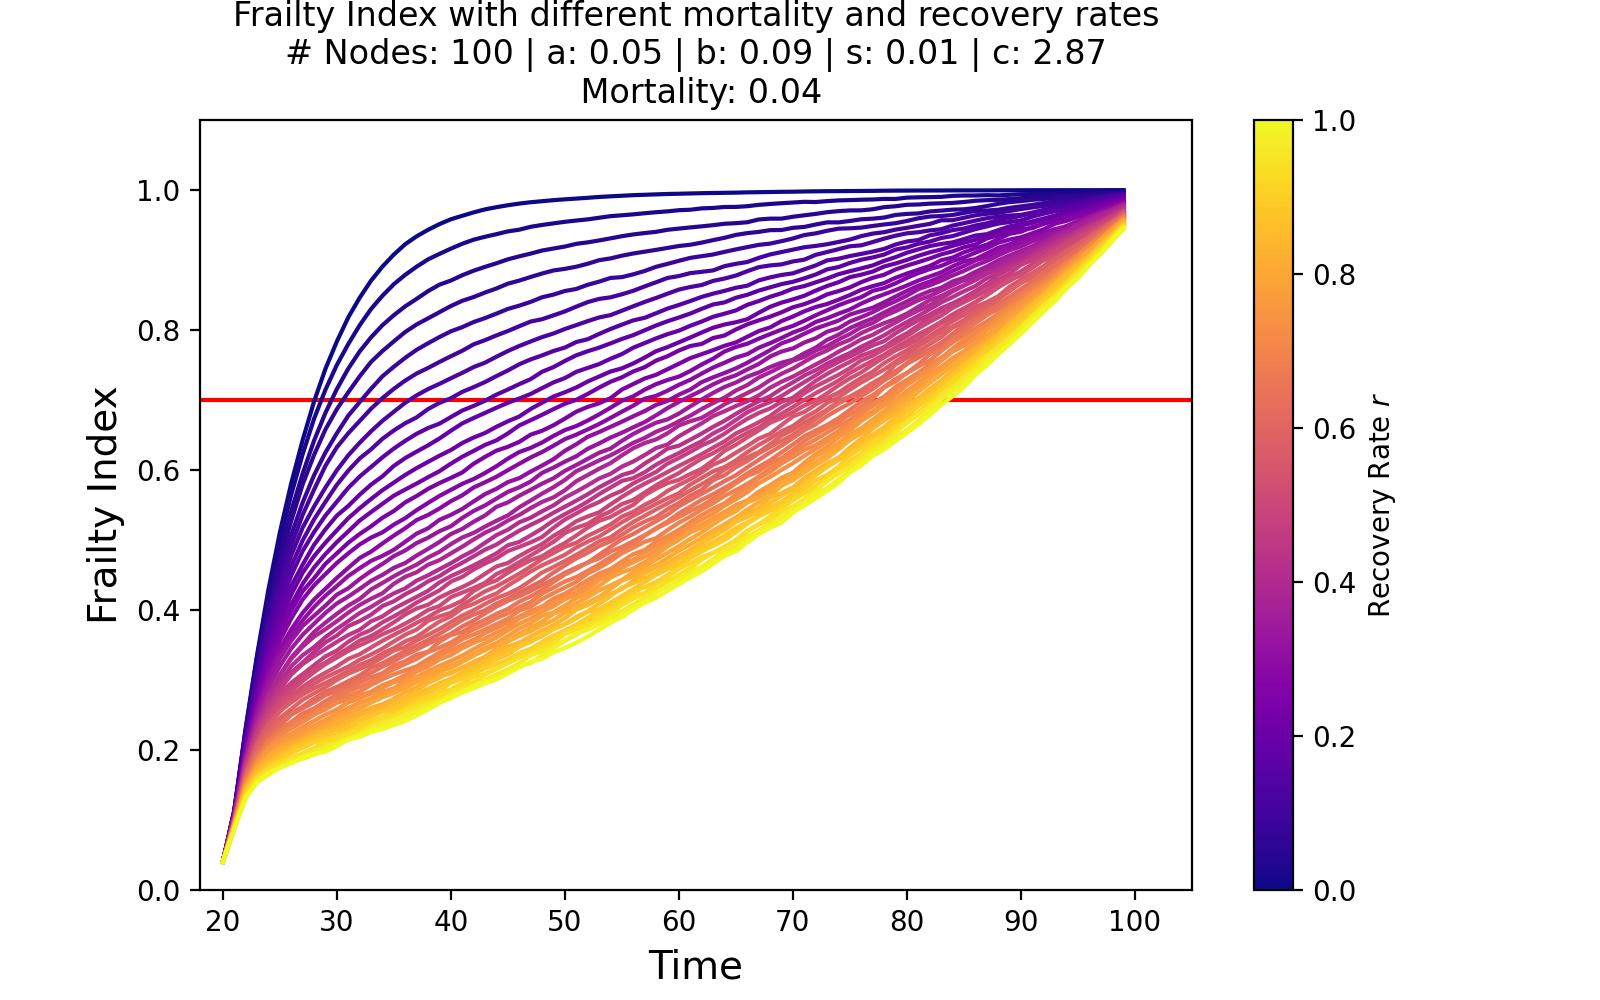 Frailty Index with different mortality and recovery rates
# Nodes: 100 | a: 0.05 | b: 0.09 | s: 0.01 | c: 2.87
Mortality: 0.04
Frailty Index
1.0
0.8
0.6
0.4
0.2
0.0
20 30 40 50 60 70 80 90 100
Time
1.0
0.8
0.6
0.4
0.2
0.0
Recovery Rate r